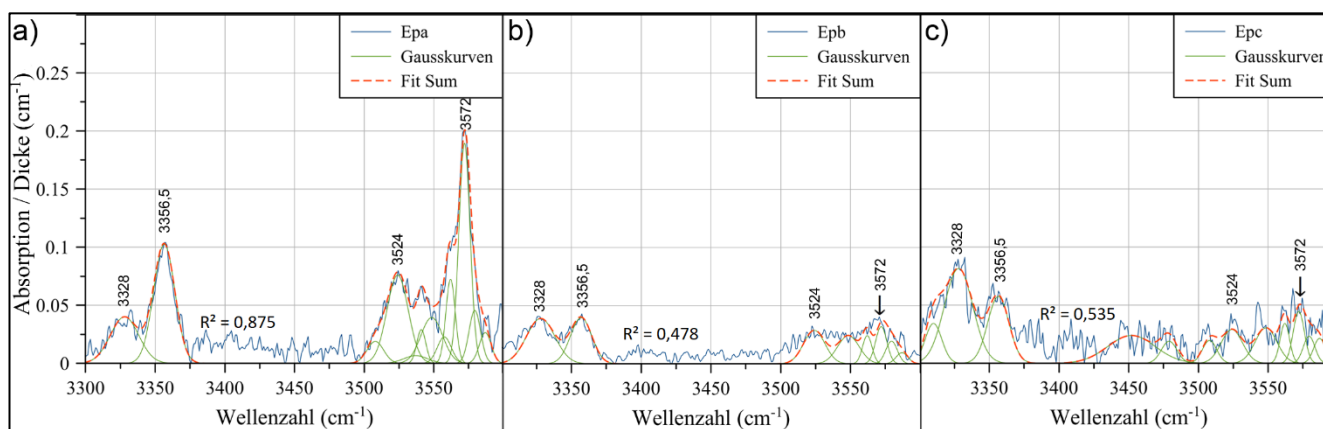 a)
Epa
Gausskurven
Fit Sum
b)
Epb
Gausskurven
Fit Sum
c)
Epc
Gausskurven
Fit Sum
Absorption / Dicke (cm⁻¹)
0.25
0.2
0.15
0.1
0.05
0
3328
3356,5
R² = 0,875
3524
3572
3328
3356,5
R² = 0,478
3524
3572
3328
3356,5
R² = 0,535
3524
3572
3300 3350 3400 3450 3500 3550
3350 3400 3450 3500 3550
3350 3400 3450 3500 3550
Wellenzahl (cm⁻¹)
Wellenzahl (cm⁻¹)
Wellenzahl (cm⁻¹)